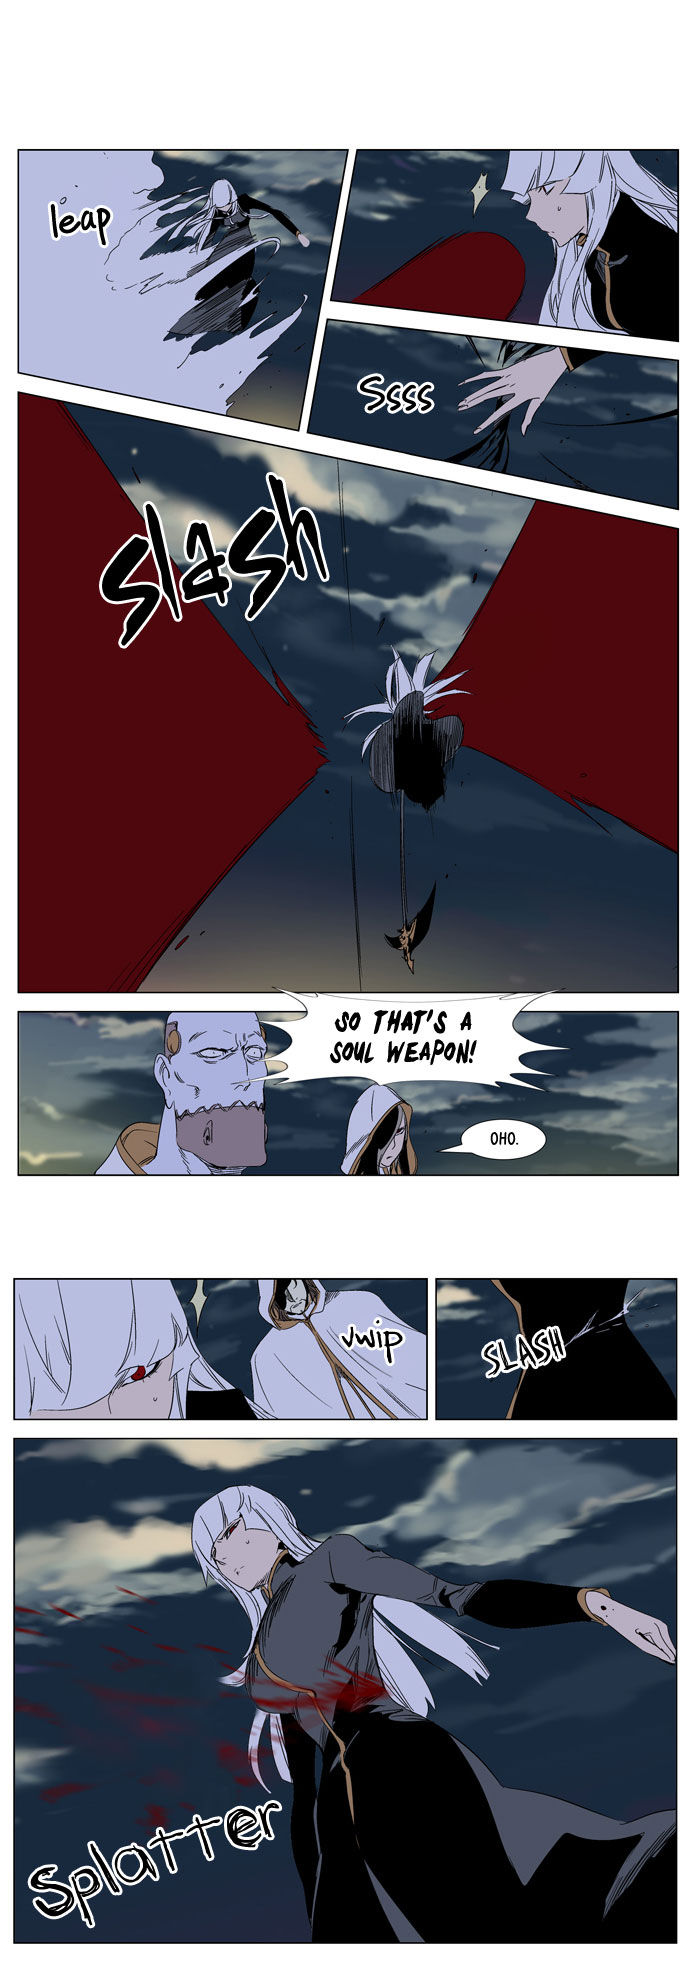 leap
Ssss
slash
SO THAT'S A
SOUL WEAPON!
OHO.
vwip
SLASH
Splatter